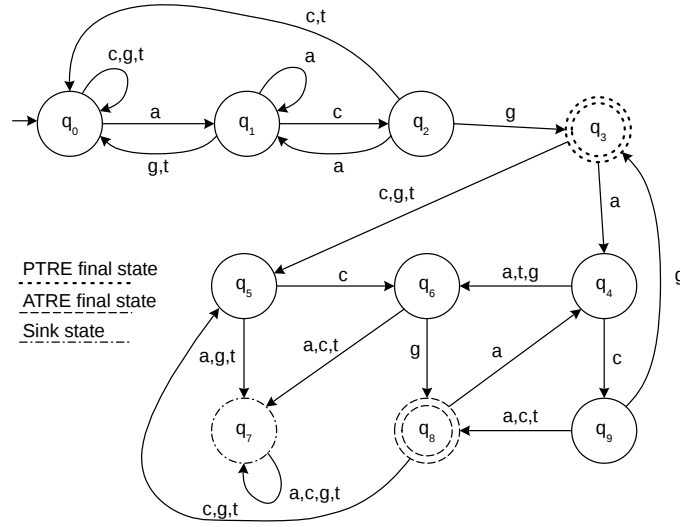 c,t
c,g,t
a
q0
a
q1
c
q2
g
q3
g,t
a
c,g,t
a
PTRE final state
ATRE final state
Sink state
q5
c
q6
a,t,g
q4
g
a,g,t
a,c,t
g
a
c
q7
q8
a,c,t
q9
a,c,g,t
c,g,t